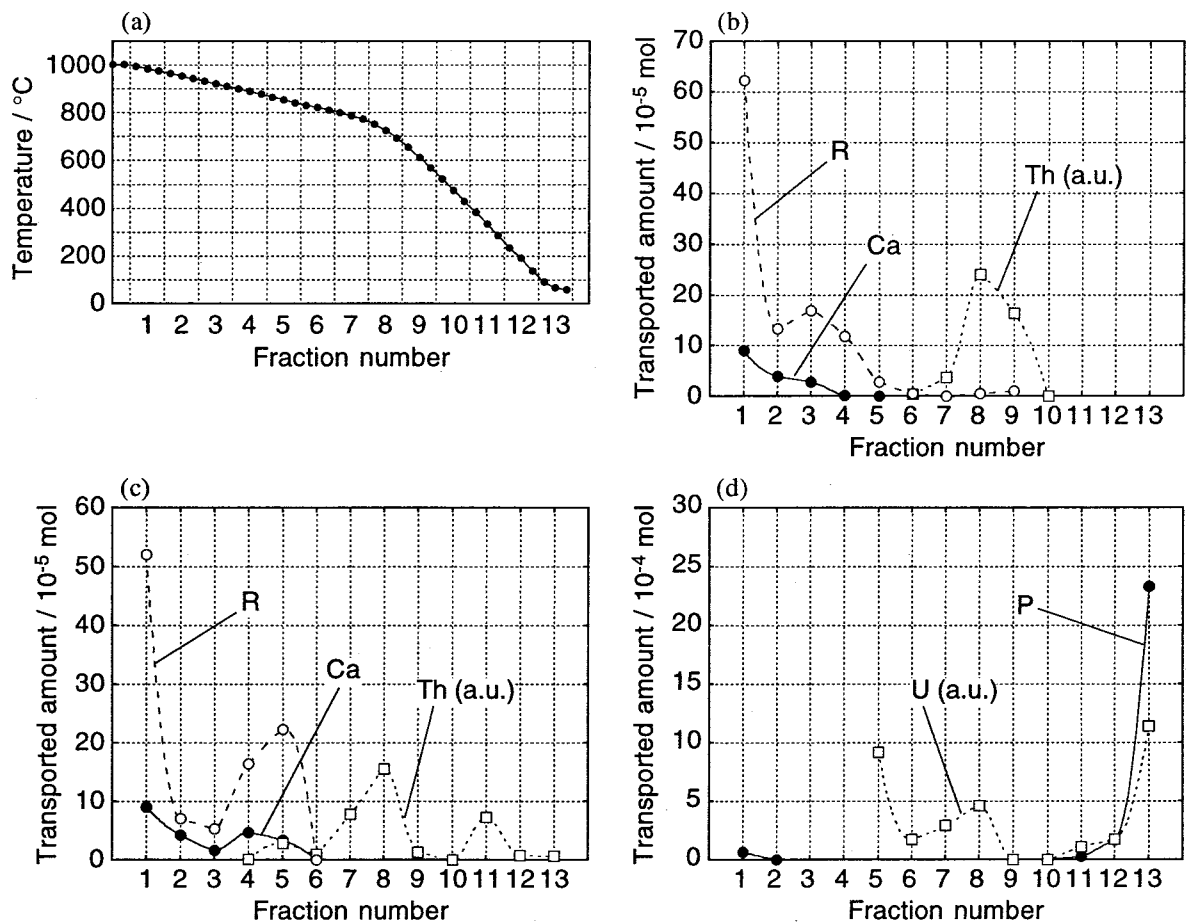 (a)
Temperature / °C
1000
800
600
400
200
0
1 2 3 4 5 6 7 8 9 10 11 12 13
Fraction number
(b)
Transported amount / 10⁻⁵ mol
70
60
50
40
30
20
10
0
R
Ca
Th (a.u.)
1 2 3 4 5 6 7 8 9 10 11 12 13
Fraction number
(c)
Transported amount / 10⁻⁵ mol
60
50
40
30
20
10
0
R
Ca
Th (a.u.)
1 2 3 4 5 6 7 8 9 10 11 12 13
Fraction number
(d)
Transported amount / 10⁻⁴ mol
30
25
20
15
10
5
0
P
U (a.u.)
1 2 3 4 5 6 7 8 9 10 11 12 13
Fraction number